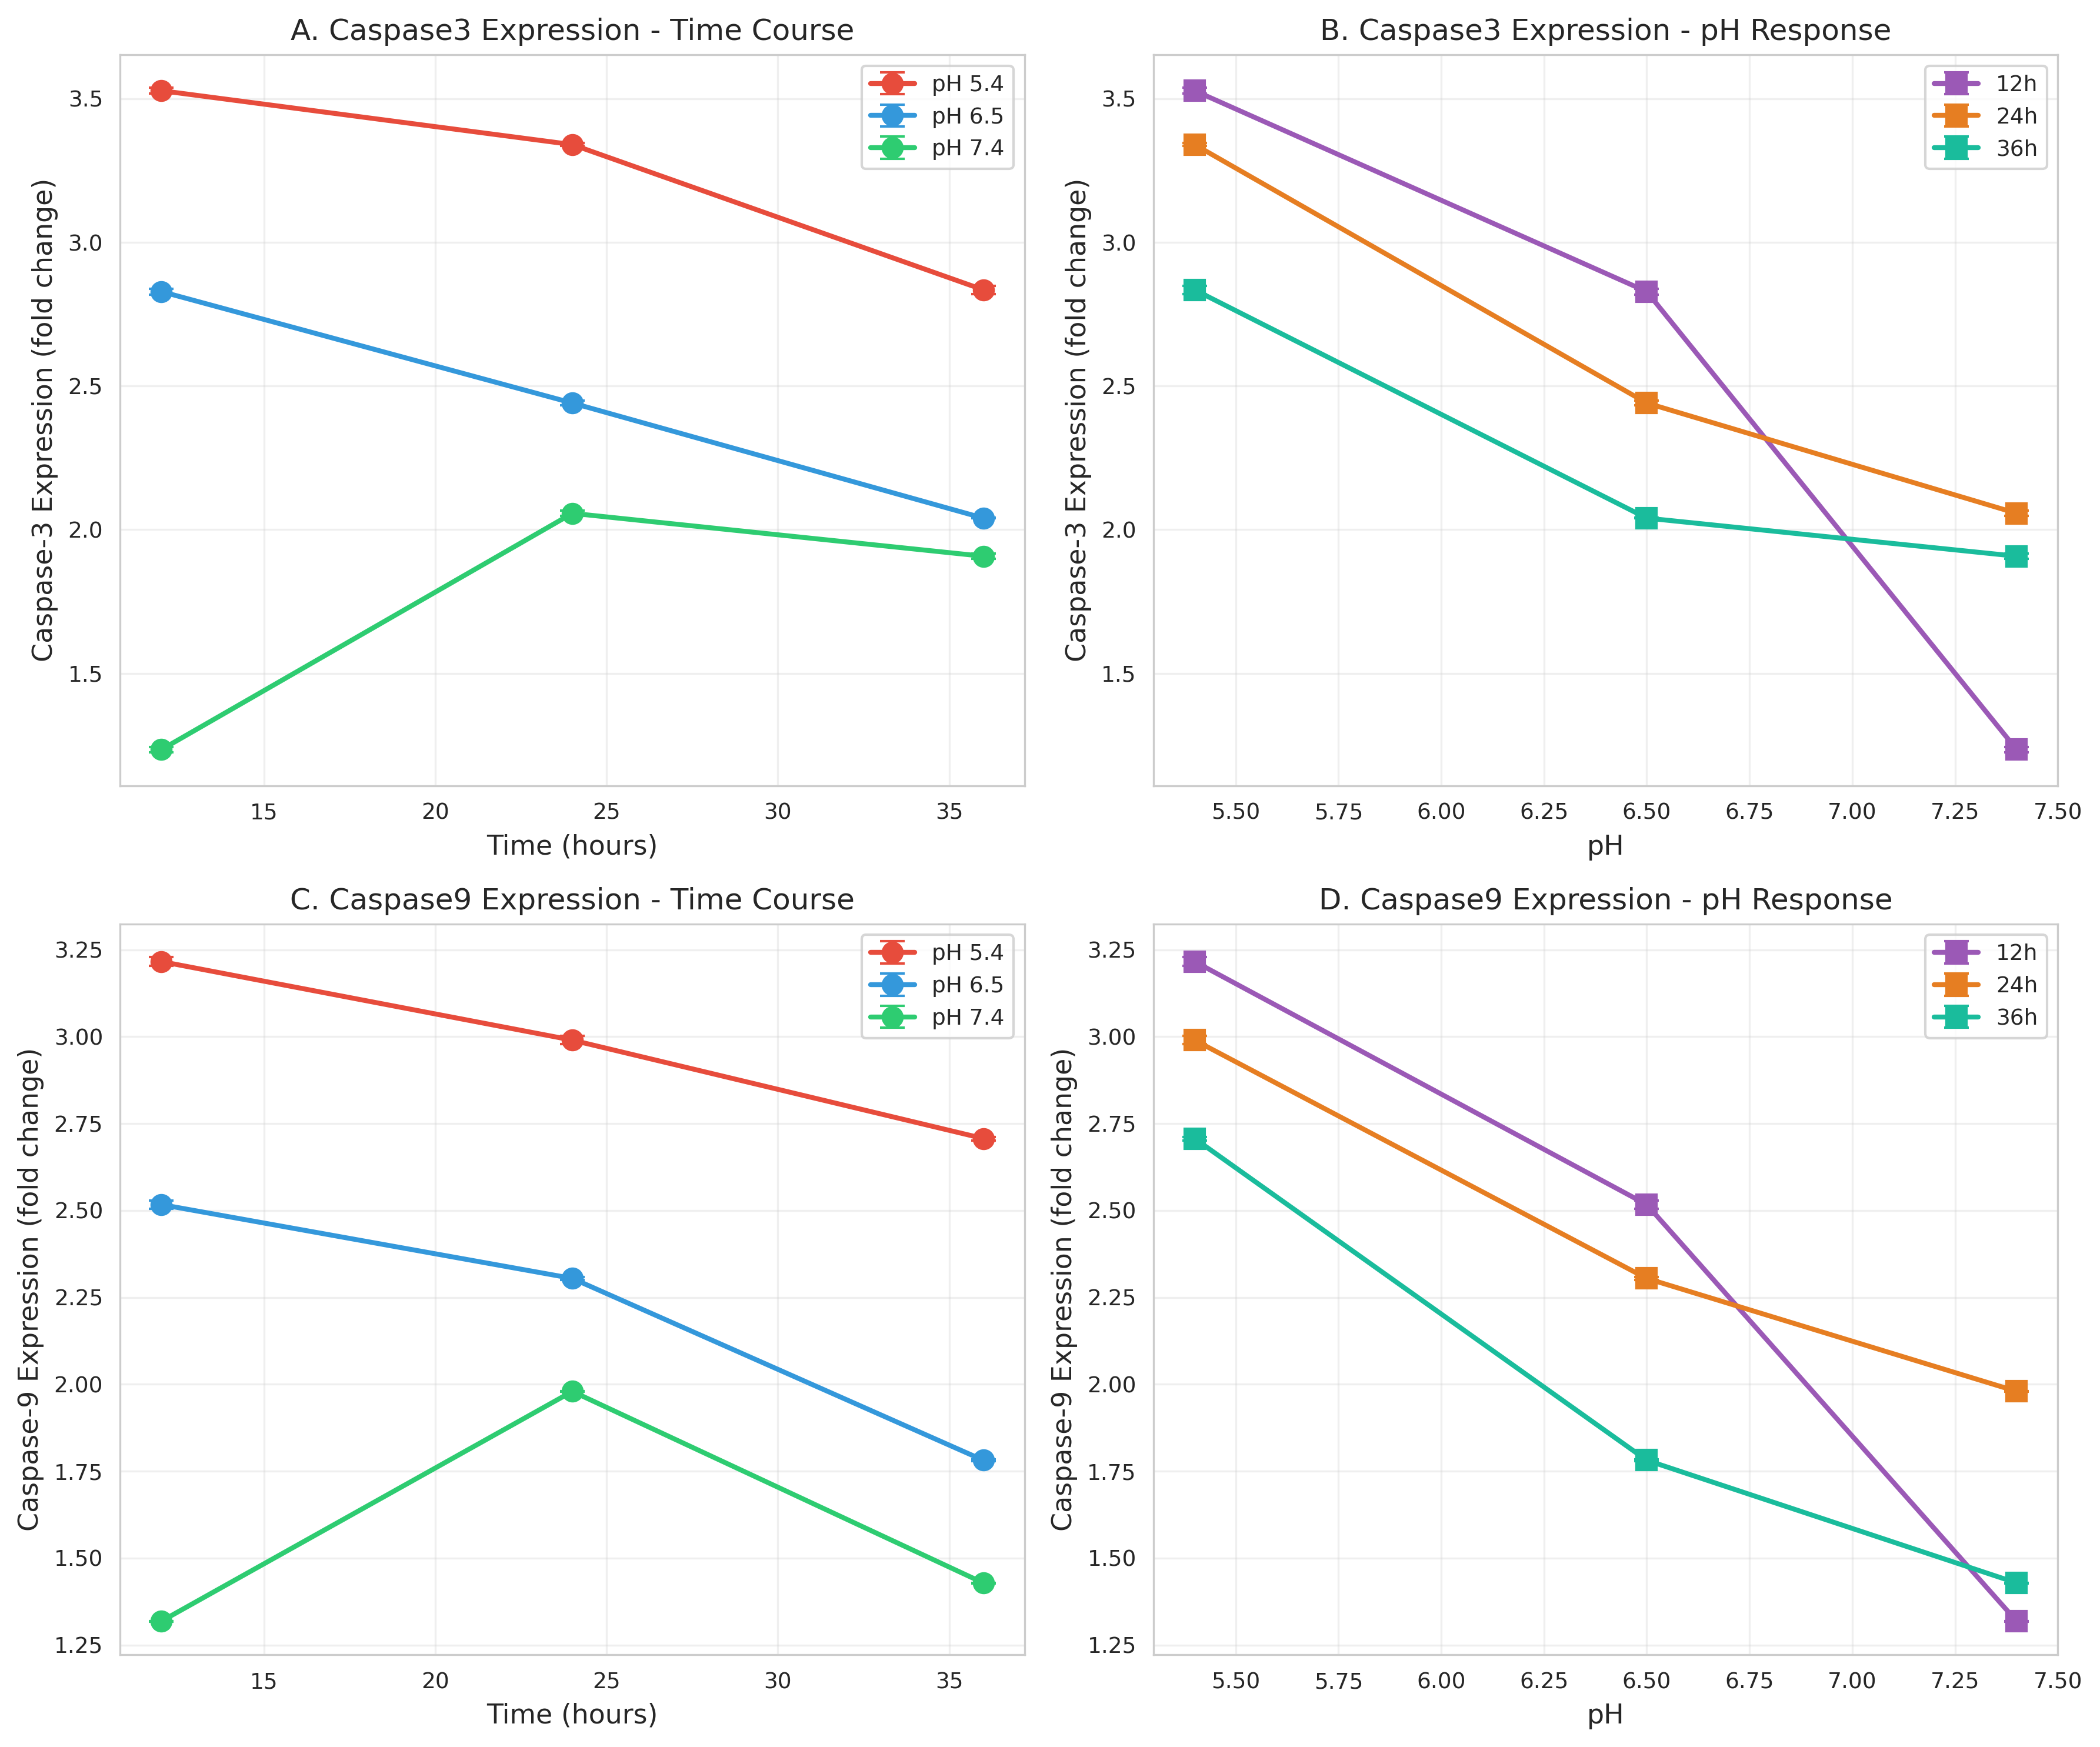 A. Caspase3 Expression - Time Course
Caspase-3 Expression (fold change)
3.5
3.0
2.5
2.0
1.5
pH 5.4
pH 6.5
pH 7.4
15 20 25 30 35
Time (hours)
B. Caspase3 Expression - pH Response
Caspase-3 Expression (fold change)
3.5
3.0
2.5
2.0
1.5
12h
24h
36h
5.50 5.75 6.00 6.25 6.50 6.75 7.00 7.25 7.50
pH
C. Caspase9 Expression - Time Course
Caspase-9 Expression (fold change)
3.25
3.00
2.75
2.50
2.25
2.00
1.75
1.50
1.25
pH 5.4
pH 6.5
pH 7.4
15 20 25 30 35
Time (hours)
D. Caspase9 Expression - pH Response
Caspase-9 Expression (fold change)
3.25
3.00
2.75
2.50
2.25
2.00
1.75
1.50
1.25
12h
24h
36h
5.50 5.75 6.00 6.25 6.50 6.75 7.00 7.25 7.50
pH